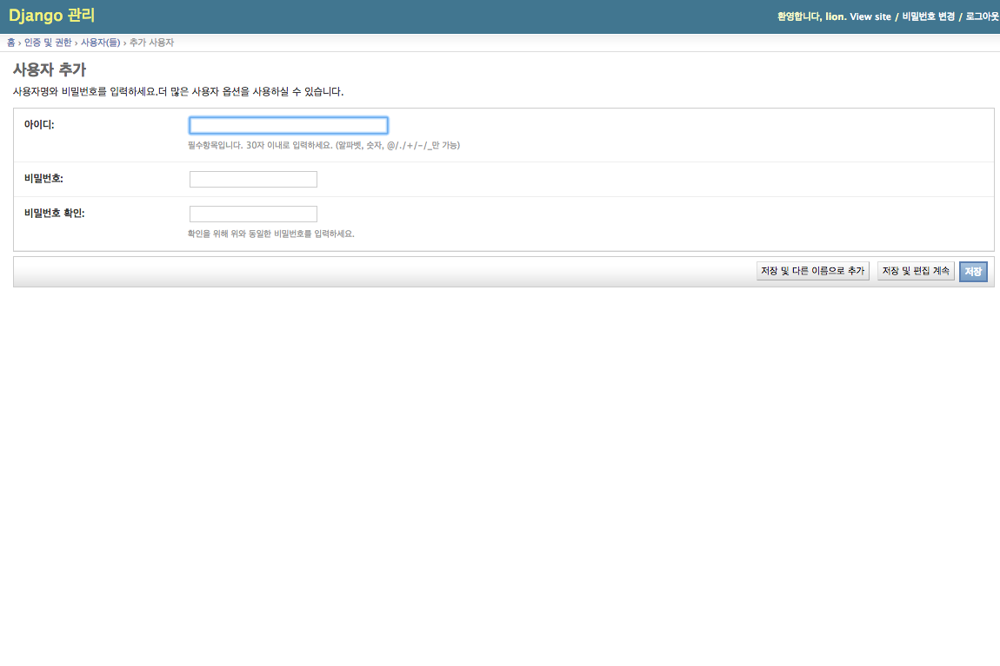 Django 관리
환영합니다, lion. View site / 비밀번호 변경 / 로그아웃
홈 › 인증 및 권한 › 사용자(들) › 추가 사용자
사용자 추가
사용자명와 비밀번호를 입력하세요.더 많은 사용자 옵션을 사용하실 수 있습니다.
아이디:
필수항목입니다. 30자 이내로 입력하세요. (알파벳, 숫자, @/./+/-/_만 가능)
비밀번호:
비밀번호 확인:
확인을 위해 위와 동일한 비밀번호를 입력하세요.
저장 및 다른 이름으로 추가 저장 및 편집 계속 저장